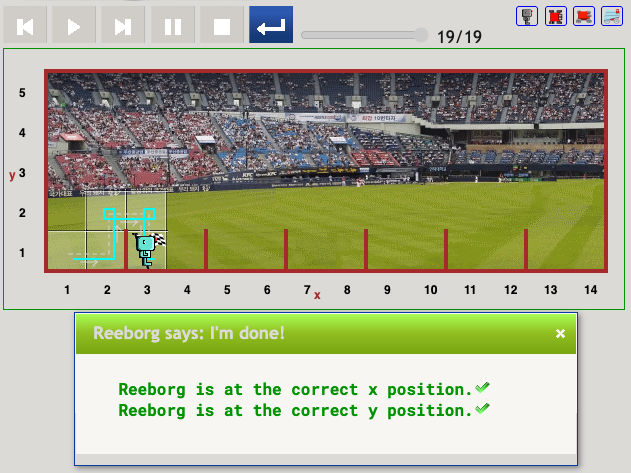 19/19
5
4
y 3
2
1
1 2 3 4 5 6 7 x 8 9 10 11 12 13 14
KFC
Reeborg says: I'm done! ×
Reeborg is at the correct x position.✓
Reeborg is at the correct y position.✓